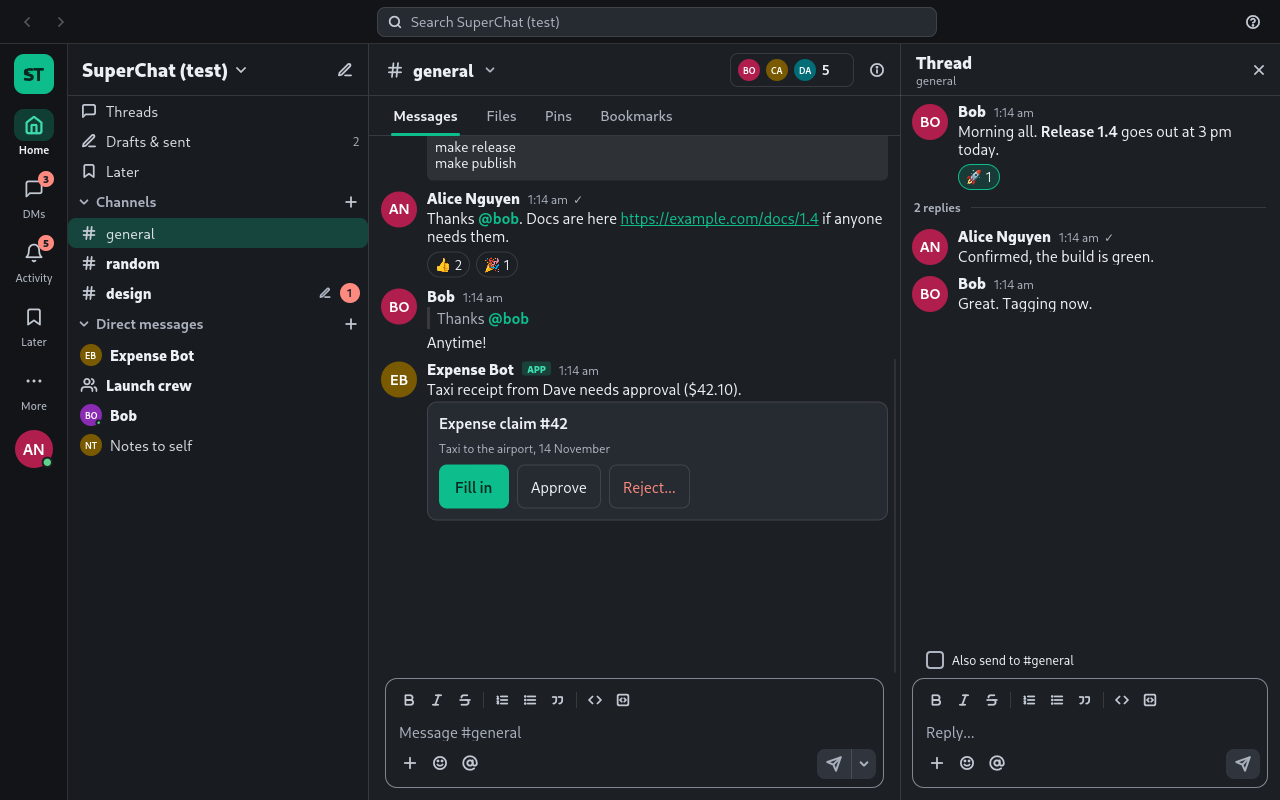 Search SuperChat (test)
ST
Home
3
DMs
5
Activity
Later
More
AN
SuperChat (test)
Threads
Drafts & sent
2
Later
Channels
general
random
design
1
Direct messages
EB
Expense Bot
Launch crew
BO
Bob
NT
Notes to self
general
BO
CA
DA
5
Messages
Files
Pins
Bookmarks
make release
make publish
AN
Alice Nguyen 1:14 am ✓
Thanks @bob. Docs are here https://example.com/docs/1.4 if anyone
needs them.
👍 2
🎉 1
BO
Bob 1:14 am
Thanks @bob
Anytime!
EB
Expense Bot APP 1:14 am
Taxi receipt from Dave needs approval ($42.10).
Expense claim #42
Taxi to the airport, 14 November
Fill in
Approve
Reject...
Message #general
Thread
general
BO
Bob 1:14 am
Morning all. Release 1.4 goes out at 3 pm
today.
🚀 1
2 replies
AN
Alice Nguyen 1:14 am ✓
Confirmed, the build is green.
BO
Bob 1:14 am
Great. Tagging now.
Also send to #general
Reply...